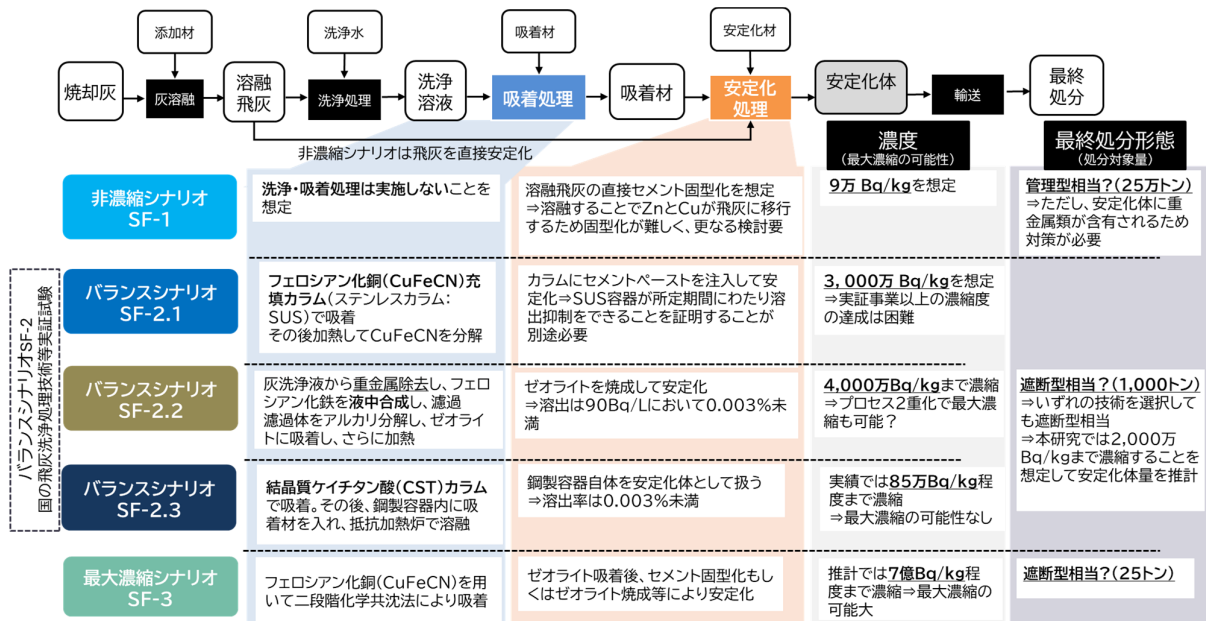 添加材
洗浄水
吸着材
安定化材
焼却灰
灰溶融
溶融
飛灰
洗浄処理
洗浄
溶液
吸着処理
吸着材
安定化
処理
安定化体
輸送
最終
処分
非濃縮シナリオは飛灰を直接安定化
濃度
(最大濃縮の可能性)
最終処分形態
(処分対象量)
非濃縮シナリオ
SF-1
洗浄・吸着処理は実施しないことを
想定
溶融飛灰の直接セメント固型化を想定
⇒溶融することでZnとCuが飛灰に移行
するため固型化が難しく、更なる検討要
9万 Bq/kgを想定
管理型相当?(25万トン)
⇒ただし、安定化体に重
金属類が含有されるため
対策が必要
バランスシナリオSF-2
国の飛灰洗浄処理技術等実証試験
バランスシナリオ
SF-2.1
フェロシアン化銅(CuFeCN)充
填カラム(ステンレスカラム:
SUS)で吸着
その後加熱してCuFeCNを分解
カラムにセメントペーストを注入して安
定化⇒SUS容器が所定期間にわたり溶
出抑制をできることを証明することが
別途必要
3,000万 Bq/kgを想定
⇒実証事業以上の濃縮度
の達成は困難
バランスシナリオ
SF-2.2
灰洗浄液から重金属除去し、フェロ
シアン化鉄を液中合成し、濾過
濾過体をアルカリ分解し、ゼオライ
トに吸着し、さらに加熱
ゼオライトを焼成して安定化
⇒溶出は90Bq/Lにおいて0.003%未
満
4,000万Bq/kgまで濃縮
⇒プロセス2重化で最大濃
縮も可能?
遮断型相当?(1,000トン)
⇒いずれの技術を選択して
も遮断型相当
⇒本研究では2,000万
Bq/kgまで濃縮することを
想定して安定化体量を推計
バランスシナリオ
SF-2.3
結晶質ケイチタン酸(CST)カラム
で吸着。その後、鋼製容器内に吸
着材を入れ、抵抗加熱炉で溶融
鋼製容器自体を安定化体として扱う
⇒溶出率は0.003%未満
実績では85万Bq/kg程
度まで濃縮
⇒最大濃縮の可能性なし
最大濃縮シナリオ
SF-3
フェロシアン化銅(CuFeCN)を用
いて二段階化学共沈法により吸着
ゼオライト吸着後、セメント固型化もし
くはゼオライト焼成等により安定化
推計では7億Bq/kg程
度まで濃縮⇒最大濃縮の
可能大
遮断型相当?(25トン)